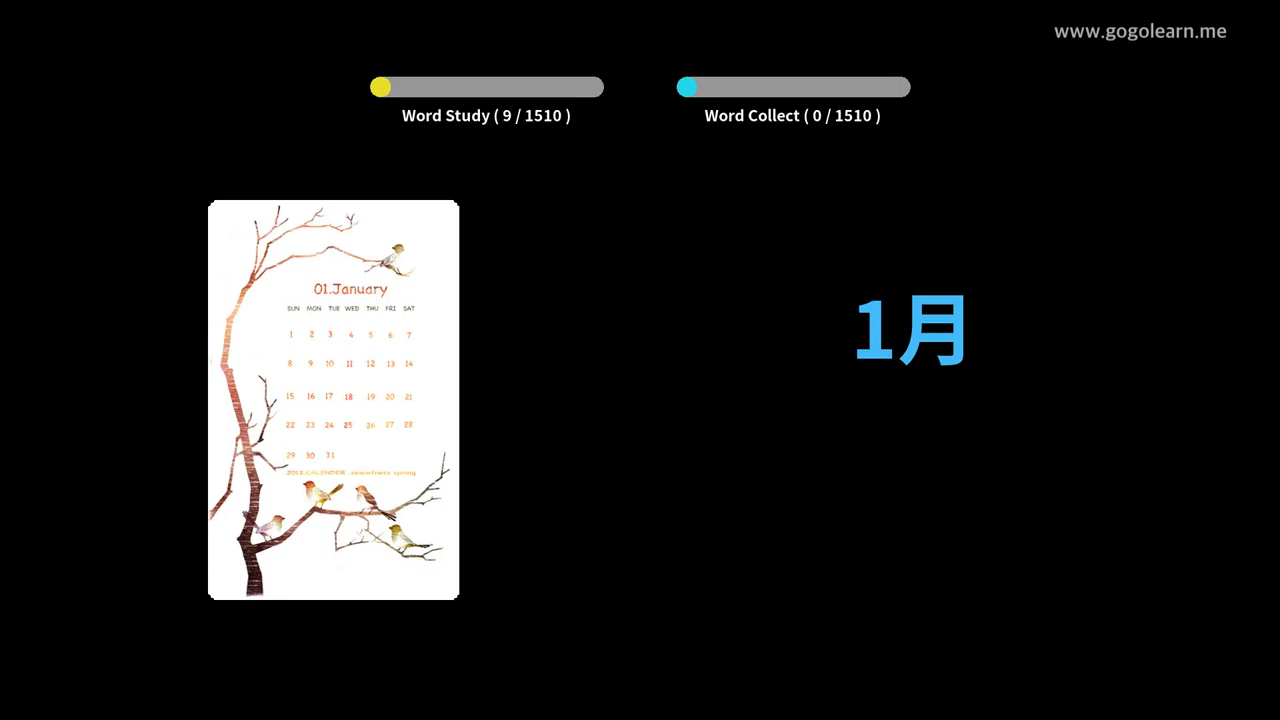 www.gogolearn.me
Word Study ( 9 / 1510 )
Word Collect ( 0 / 1510 )
01.January
SUN MON TUE WED THU FRI SAT
1 2 3 4 5 6 7
8 9 10 11 12 13 14
15 16 17 18 19 20 21
22 23 24 25 26 27 28
29 30 31
CALENDER spring
1月